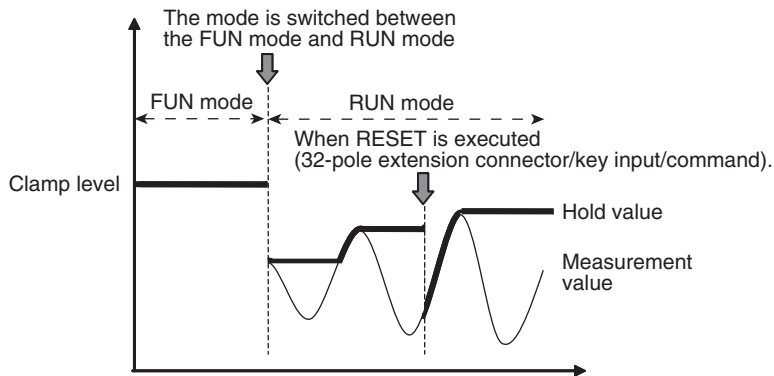 The mode is switched between
the FUN mode and RUN mode
FUN mode
RUN mode
When RESET is executed
(32-pole extension connector/key input/command).
Clamp level
Hold value
Measurement
value